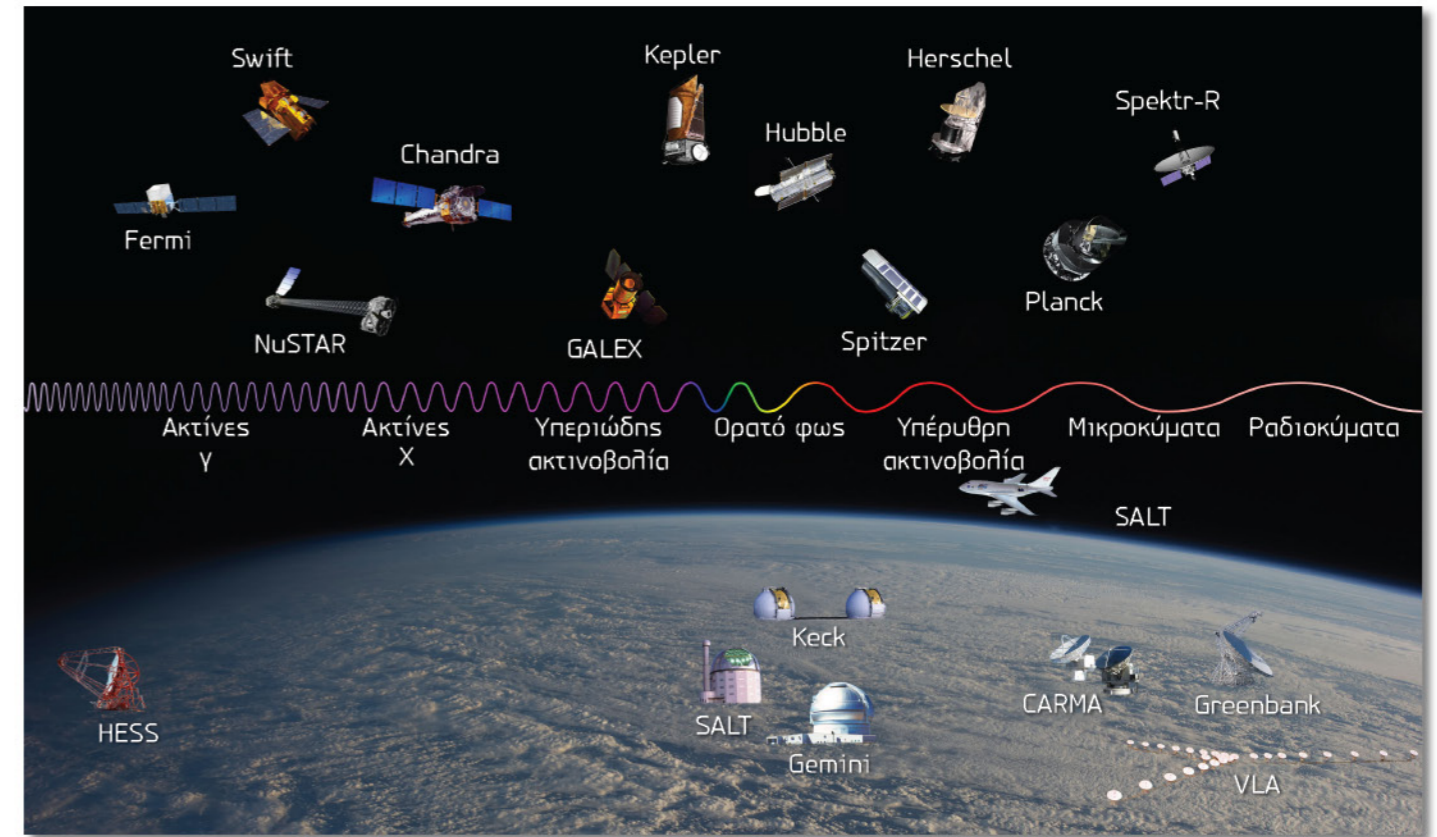 Swift
Kepler
Herschel
Spektr-R
Hubble
Chandra
Fermi
Planck
NuSTAR
GALEX
Spitzer
Ακτίνες
γ
Ακτίνες
Χ
Υπεριώδης
ακτινοβολία
Ορατό φως
Υπέρυθρη
ακτινοβολία
Μικροκύματα
Ραδιοκύματα
SALT
Keck
HESS
SALT
Gemini
CARMA
Greenbank
VLA